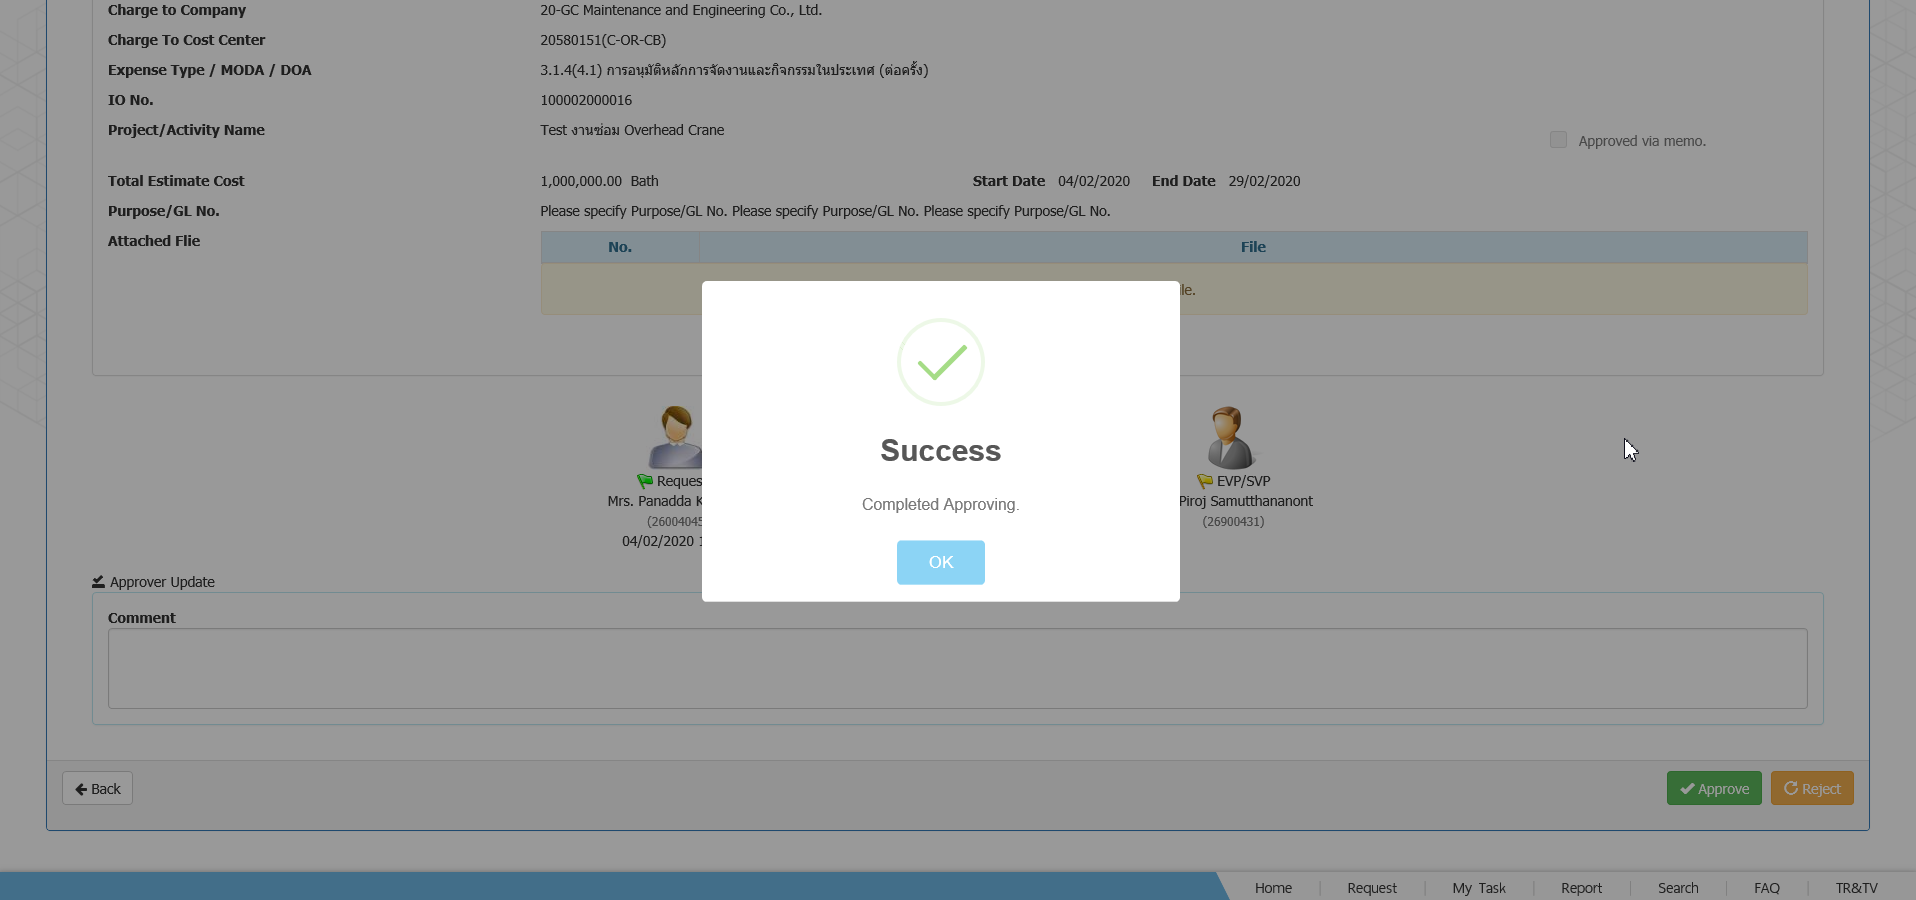 Charge to Company 20-GC Maintenance and Engineering Co., Ltd.
Charge To Cost Center 20580151(C-OR-CB)
Expense Type / MODA / DOA 3.1.4(4.1) การอนุมัติหลักการจัดงานและกิจกรรมในประเทศ (ต่อครั้ง)
IO No. 100002000016
Project/Activity Name Test งานซ่อม Overhead Crane
Approved via memo.
Total Estimate Cost 1,000,000.00 Bath Start Date 04/02/2020 End Date 29/02/2020
Purpose/GL No. Please specify Purpose/GL No. Please specify Purpose/GL No. Please specify Purpose/GL No.
Attached Flie No. File
Success
Completed Approving.
OK
EVP/SVP
Mrs. Panadda
Piroj Samutthananont
(26900431)
04/02/2020
Approver Update
Comment
Back Approve Reject
Home Request My Task Report Search FAQ TR&TV